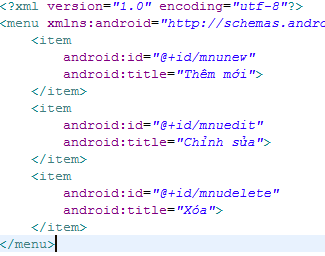 <?xml version="1.0" encoding="utf-8"?>
<menu xmlns:android="http://schemas.andro
<item
android:id="@+id/mnunew"
android:title="Thêm mới">
</item>
<item
android:id="@+id/mnuedit"
android:title="Chỉnh sửa">
</item>
<item
android:id="@+id/mnudelete"
android:title="Xóa">
</item>
</menu>